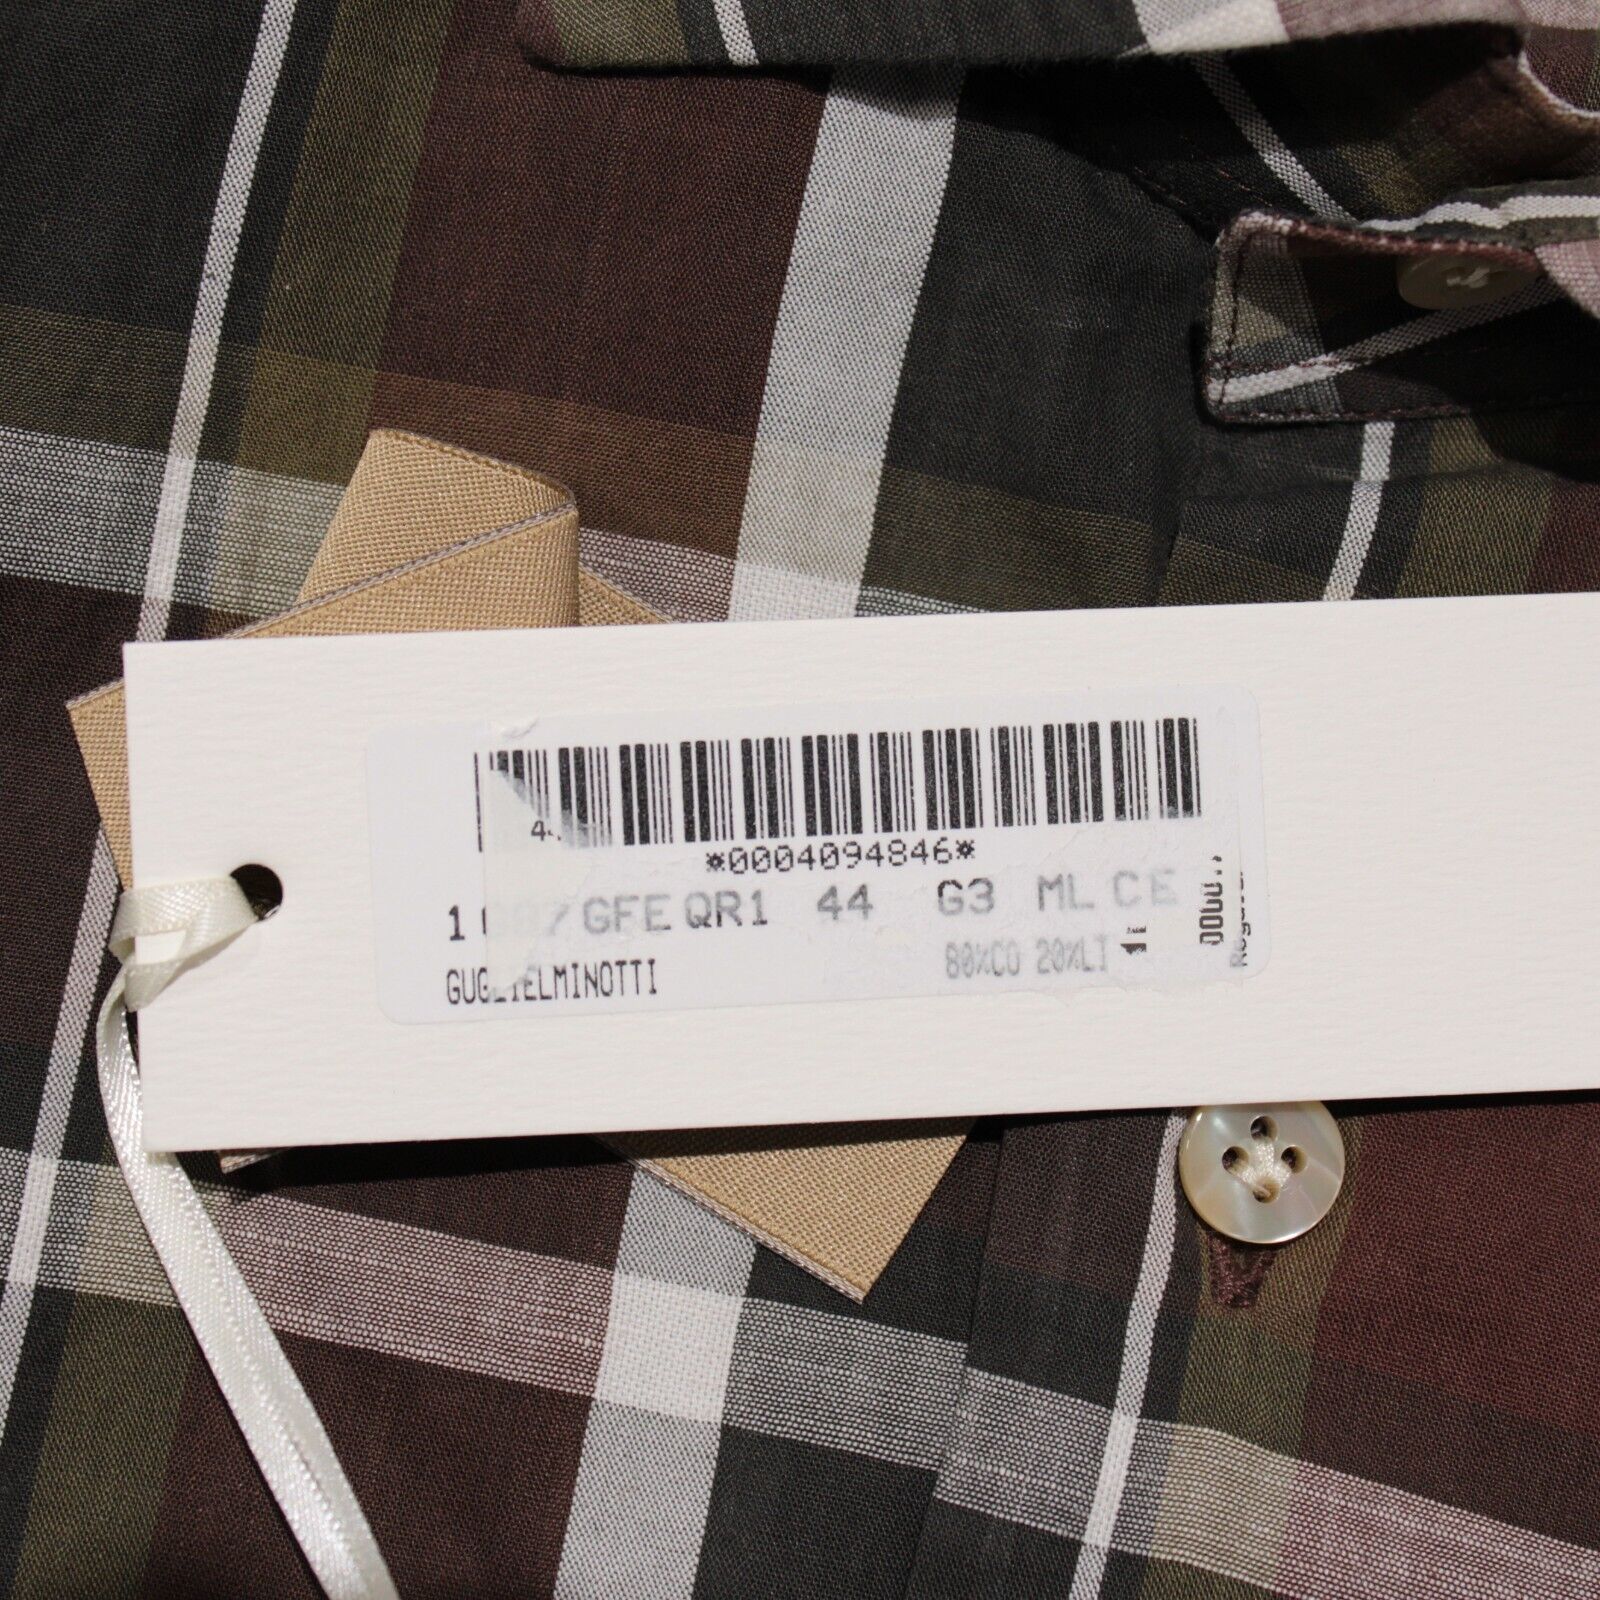 *0004094846*
GFE QR1 44 G3 ML CE
GUGLIELMINOTTI 80%CO 20%LI